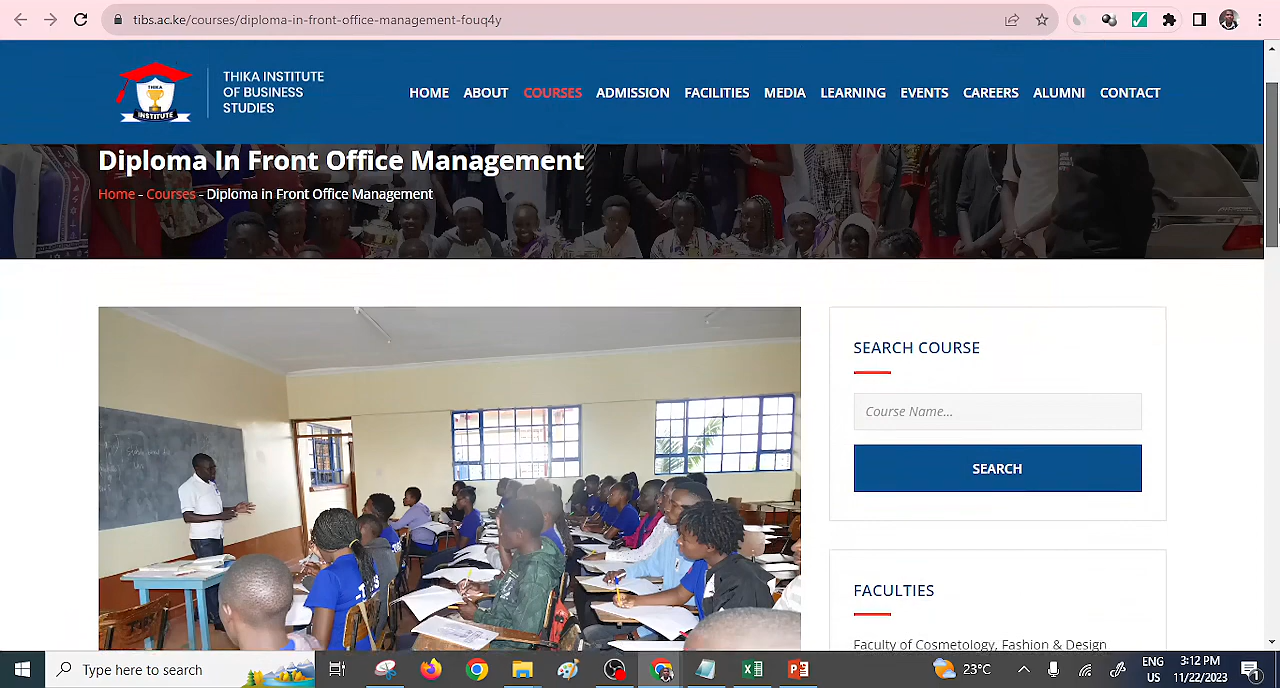 tibs.ac.ke/courses/diploma-in-front-office-management-fouq4y
THIKA
INSTITUTE
THIKA INSTITUTE
OF BUSINESS
STUDIES
HOME ABOUT COURSES ADMISSION FACILITIES MEDIA LEARNING EVENTS CAREERS ALUMNI CONTACT
Diploma In Front Office Management
Home - Courses - Diploma in Front Office Management
SEARCH COURSE
Course Name...
SEARCH
FACULTIES
Faculty of Cosmetology, Fashion & Design
Type here to search
23°C
ENG
US
3:12 PM
11/22/2023
1